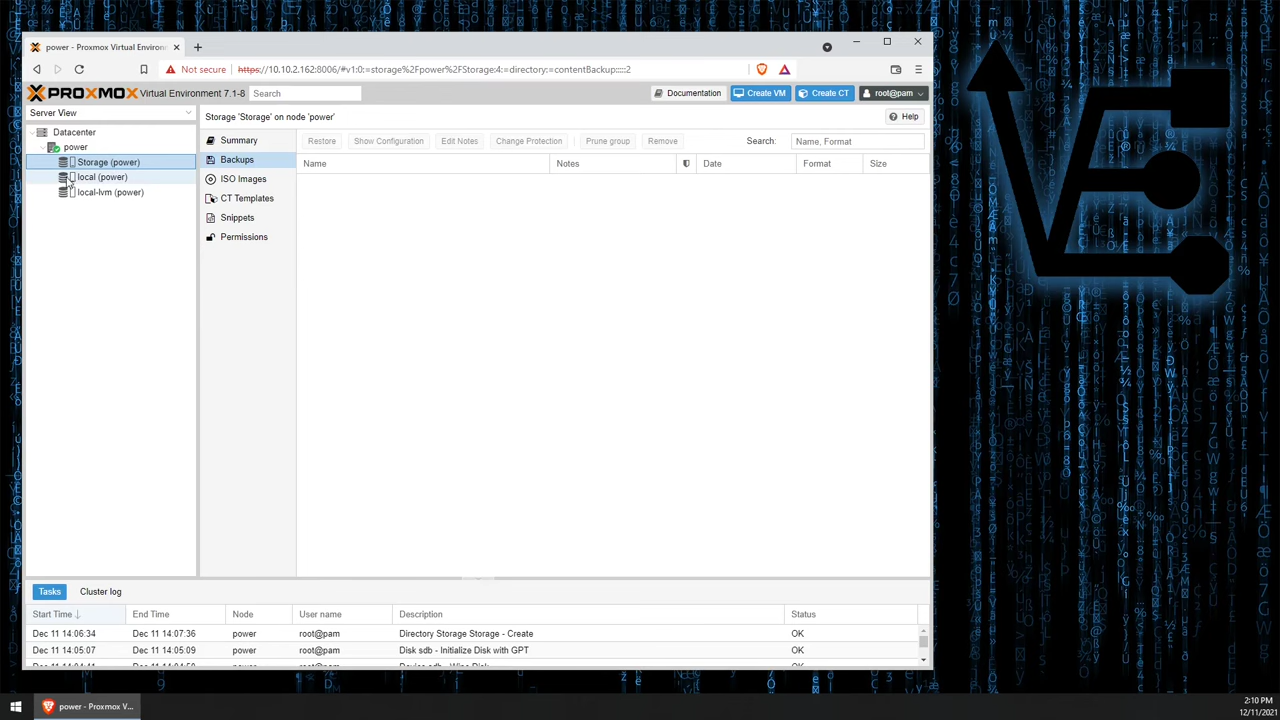 power - Proxmox Virtual Environm
Not secure
https://10.10.2.162:8006/#v1:0:=storage%2Fpower%2FStorage:4:=directory:=contentBackup:::::2
PROXMOX Virtual Environment 7.1-8
Search
Documentation
Create VM
Create CT
root@pam
Server View
Storage 'Storage' on node 'power'
Help
Datacenter
power
Storage (power)
local (power)
local-lvm (power)
Summary
Backups
ISO Images
CT Templates
Snippets
Permissions
Restore
Show Configuration
Edit Notes
Change Protection
Prune group
Remove
Search:
Name, Format
Name
Notes
Date
Format
Size
Tasks
Cluster log
Start Time
End Time
Node
User name
Description
Status
Dec 11 14:06:34
Dec 11 14:07:36
power
root@pam
Directory Storage Storage - Create
OK
Dec 11 14:05:07
Dec 11 14:05:09
power
root@pam
Disk sdb - Initialize Disk with GPT
OK
power - Proxmox V...
2:10 PM
12/11/2021